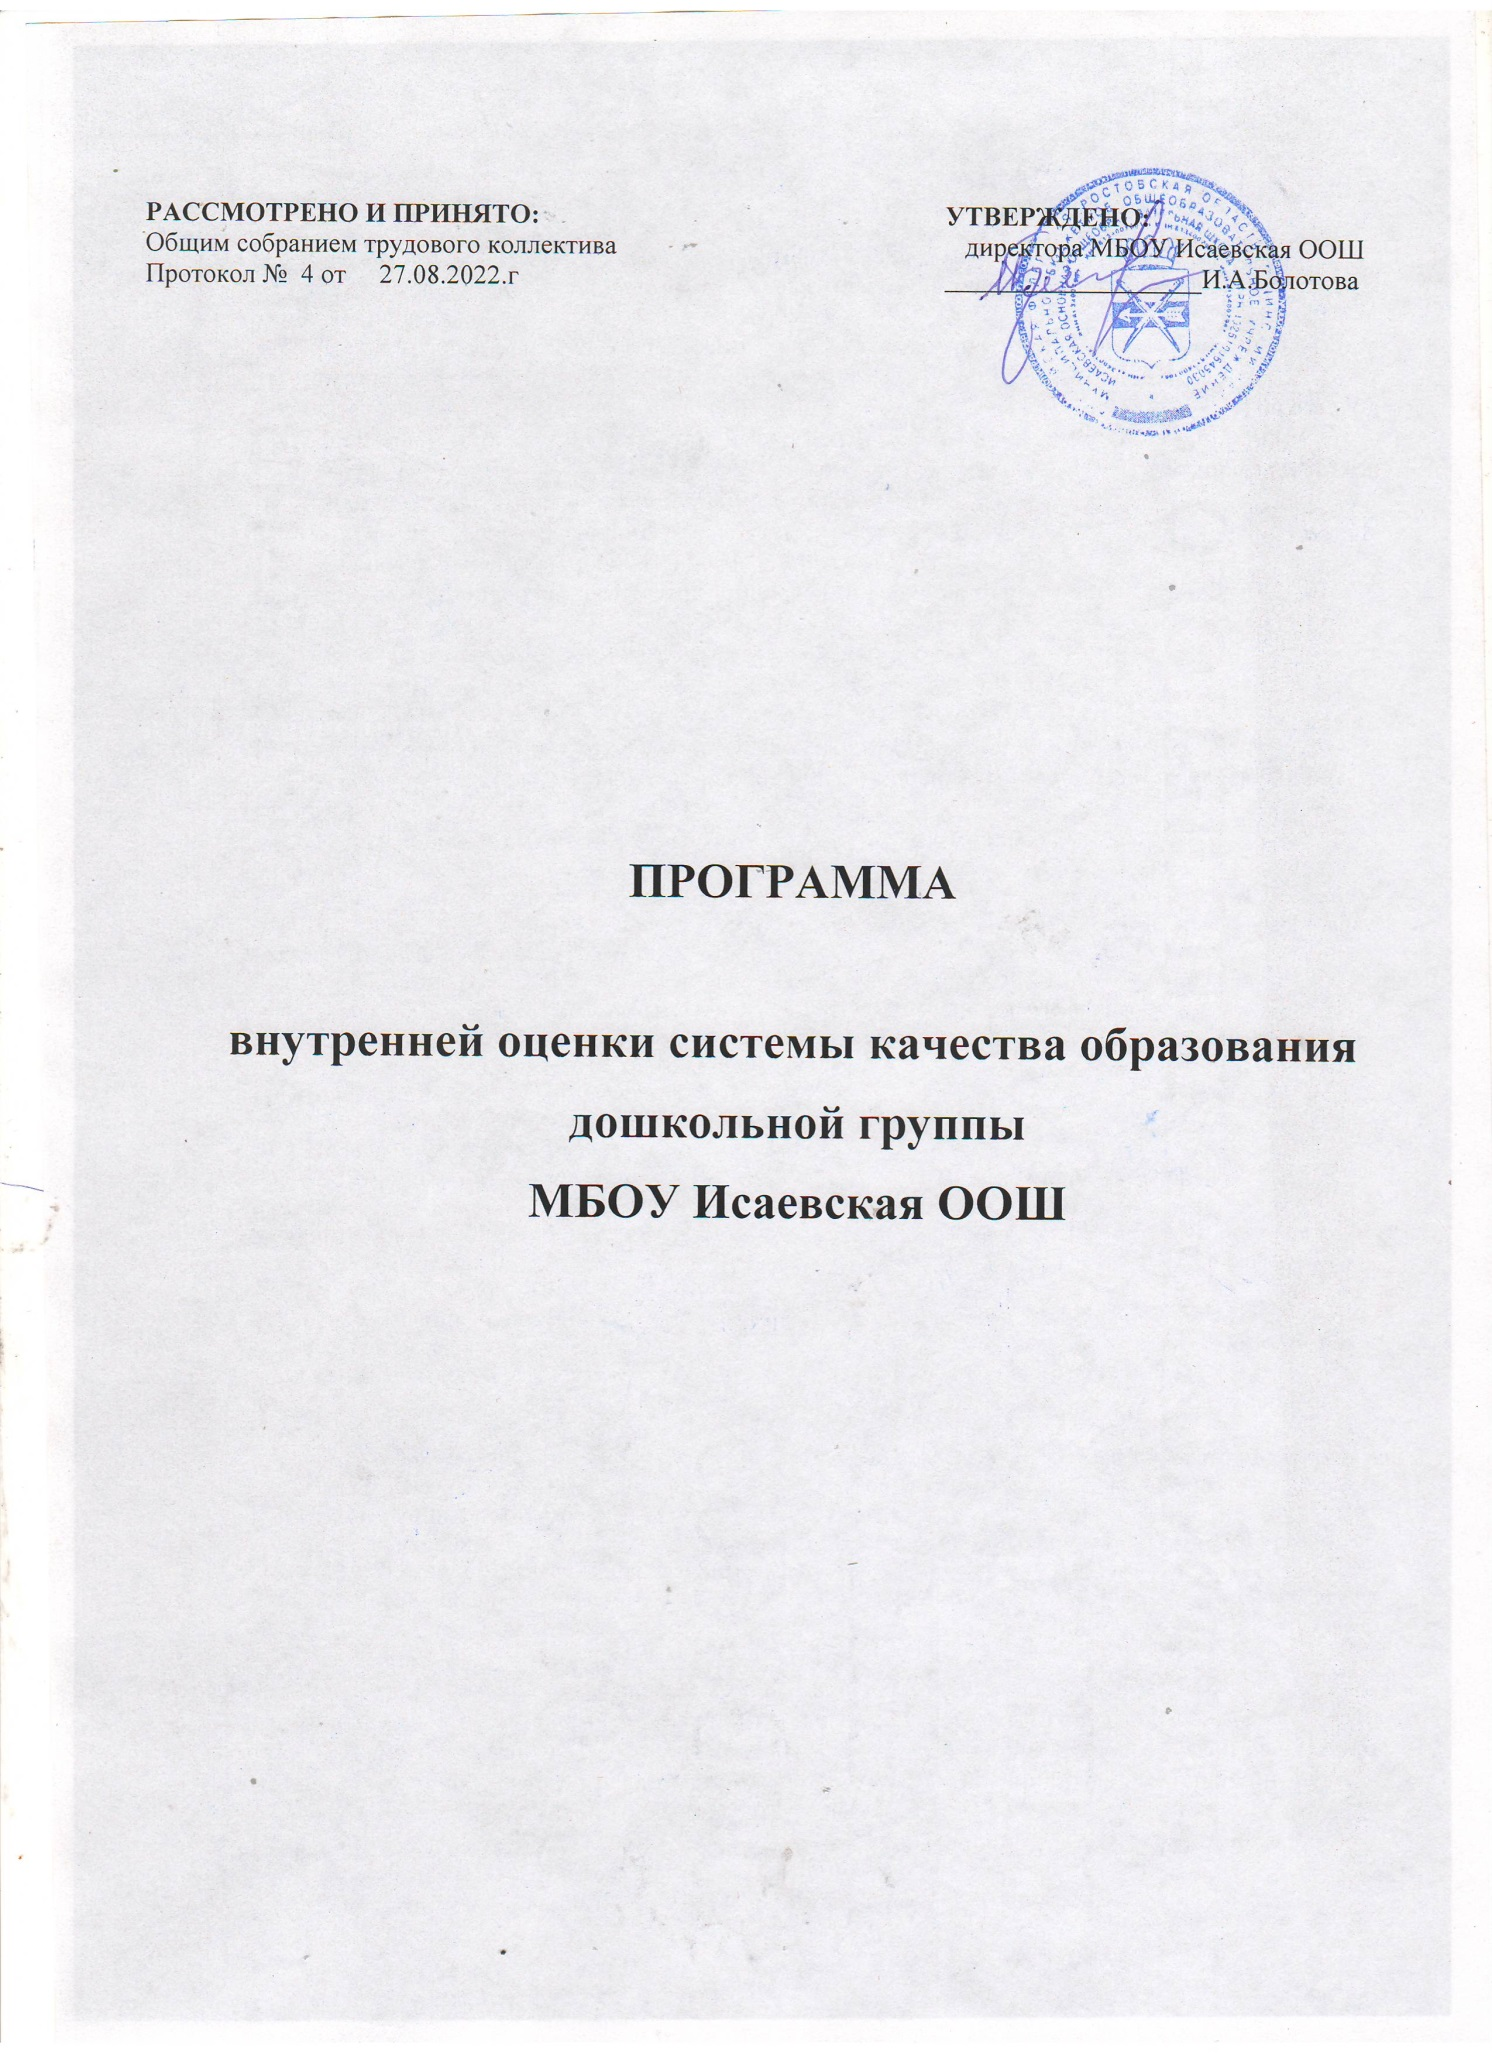 РАССМОТРЕНО И ПРИНЯТО:
Общим собранием трудового коллектива
Протокол № 4 от 27.08.2022.г
УТВЕРЖДЕНО:
директора МБОУ Исаевская ООШ
И.А.Болотова
ПРОГРАММА
внутренней оценки системы качества образования
дошкольной группы
МБОУ Исаевская ООШ